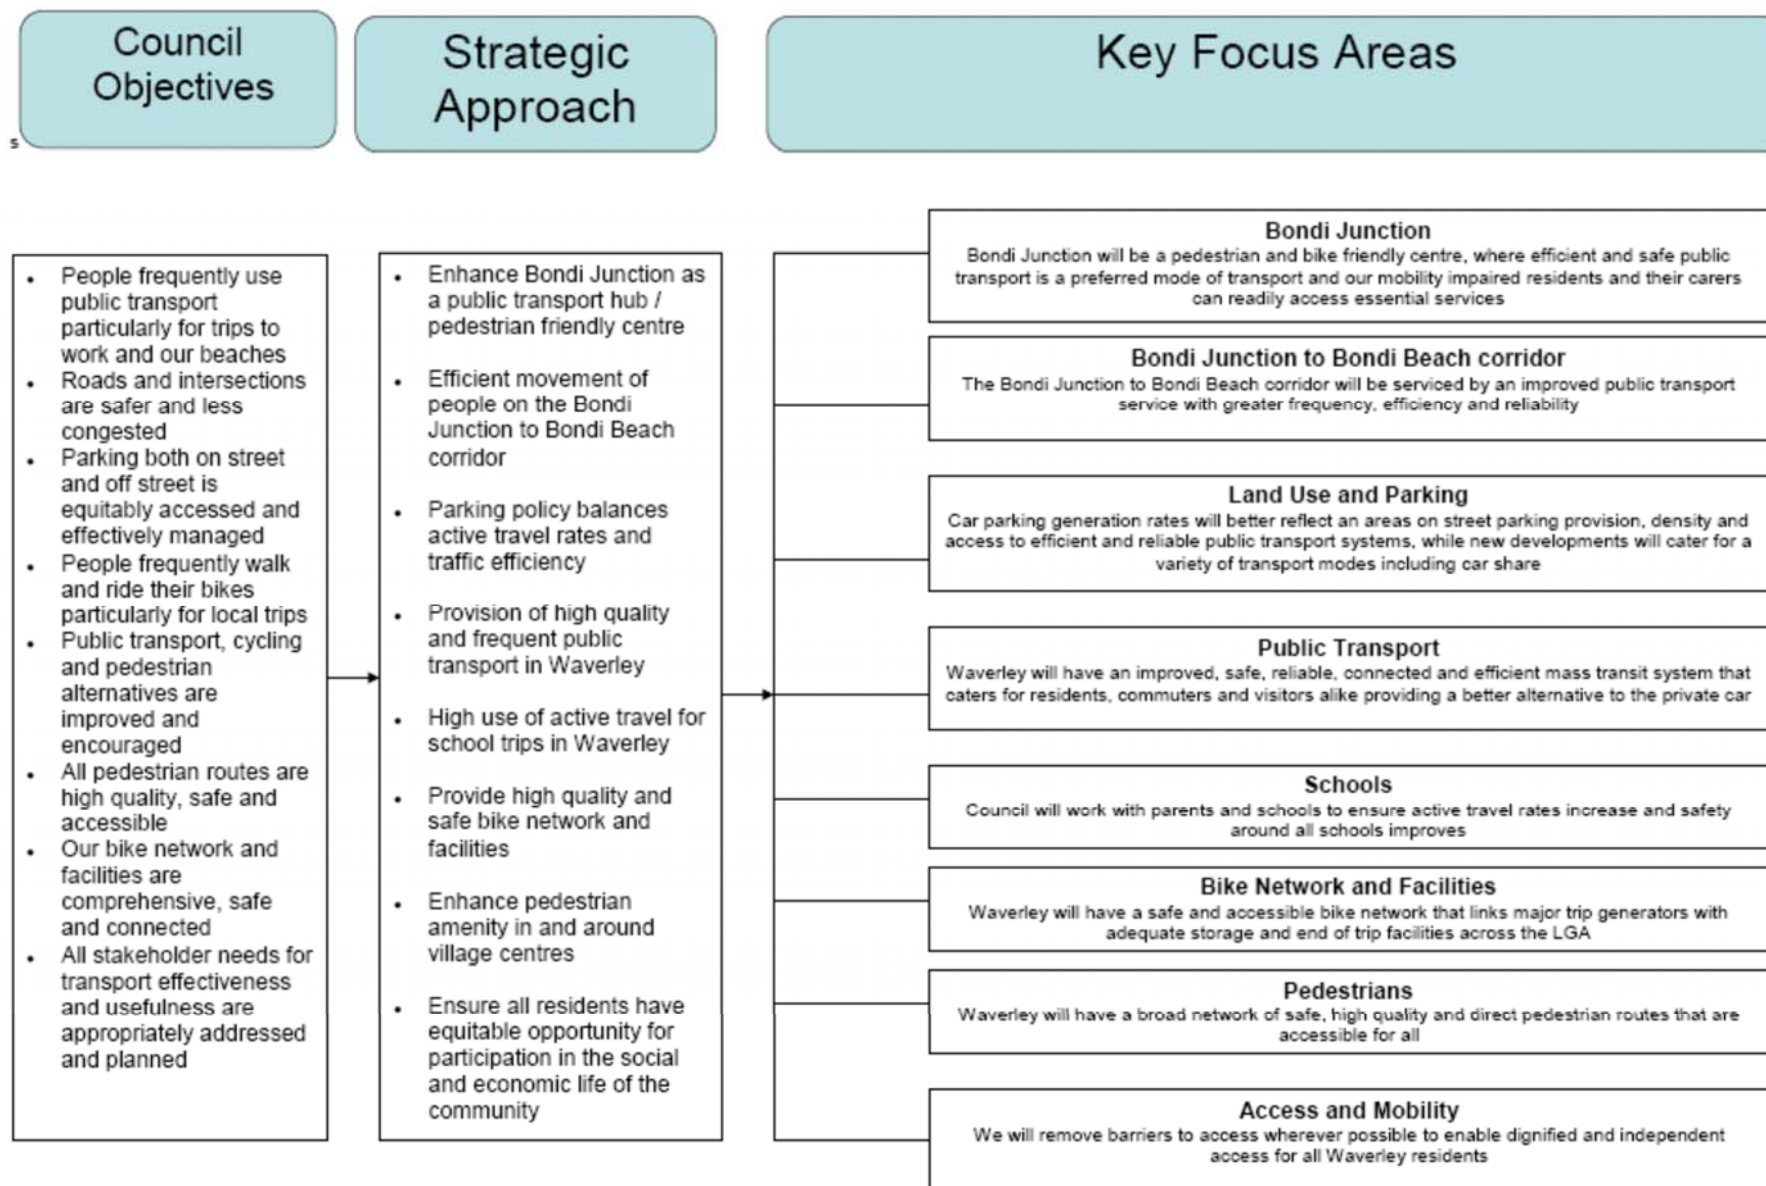 Council
Objectives
Strategic
Approach
Key Focus Areas
s
• People frequently use
public transport
particularly for trips to
work and our beaches
• Roads and intersections
are safer and less
congested
• Parking both on street
and off street is
equitably accessed and
effectively managed
• People frequently walk
and ride their bikes
particularly for local trips
• Public transport, cycling
and pedestrian
alternatives are
improved and
encouraged
• All pedestrian routes are
high quality, safe and
accessible
• Our bike network and
facilities are
comprehensive, safe
and connected
• All stakeholder needs for
transport effectiveness
and usefulness are
appropriately addressed
and planned
• Enhance Bondi Junction as
a public transport hub /
pedestrian friendly centre
• Efficient movement of
people on the Bondi
Junction to Bondi Beach
corridor
• Parking policy balances
active travel rates and
traffic efficiency
• Provision of high quality
and frequent public
transport in Waverley
• High use of active travel for
school trips in Waverley
• Provide high quality and
safe bike network and
facilities
• Enhance pedestrian
amenity in and around
village centres
• Ensure all residents have
equitable opportunity for
participation in the social
and economic life of the
community
Bondi Junction
Bondi Junction will be a pedestrian and bike friendly centre, where efficient and safe public
transport is a preferred mode of transport and our mobility impaired residents and their carers
can readily access essential services
Bondi Junction to Bondi Beach corridor
The Bondi Junction to Bondi Beach corridor will be serviced by an improved public transport
service with greater frequency, efficiency and reliability
Land Use and Parking
Car parking generation rates will better reflect an areas on street parking provision, density and
access to efficient and reliable public transport systems, while new developments will cater for a
variety of transport modes including car share
Public Transport
Waverley will have an improved, safe, reliable, connected and efficient mass transit system that
caters for residents, commuters and visitors alike providing a better alternative to the private car
Schools
Council will work with parents and schools to ensure active travel rates increase and safety
around all schools improves
Bike Network and Facilities
Waverley will have a safe and accessible bike network that links major trip generators with
adequate storage and end of trip facilities across the LGA
Pedestrians
Waverley will have a broad network of safe, high quality and direct pedestrian routes that are
accessible for all
Access and Mobility
We will remove barriers to access wherever possible to enable dignified and independent
access for all Waverley residents